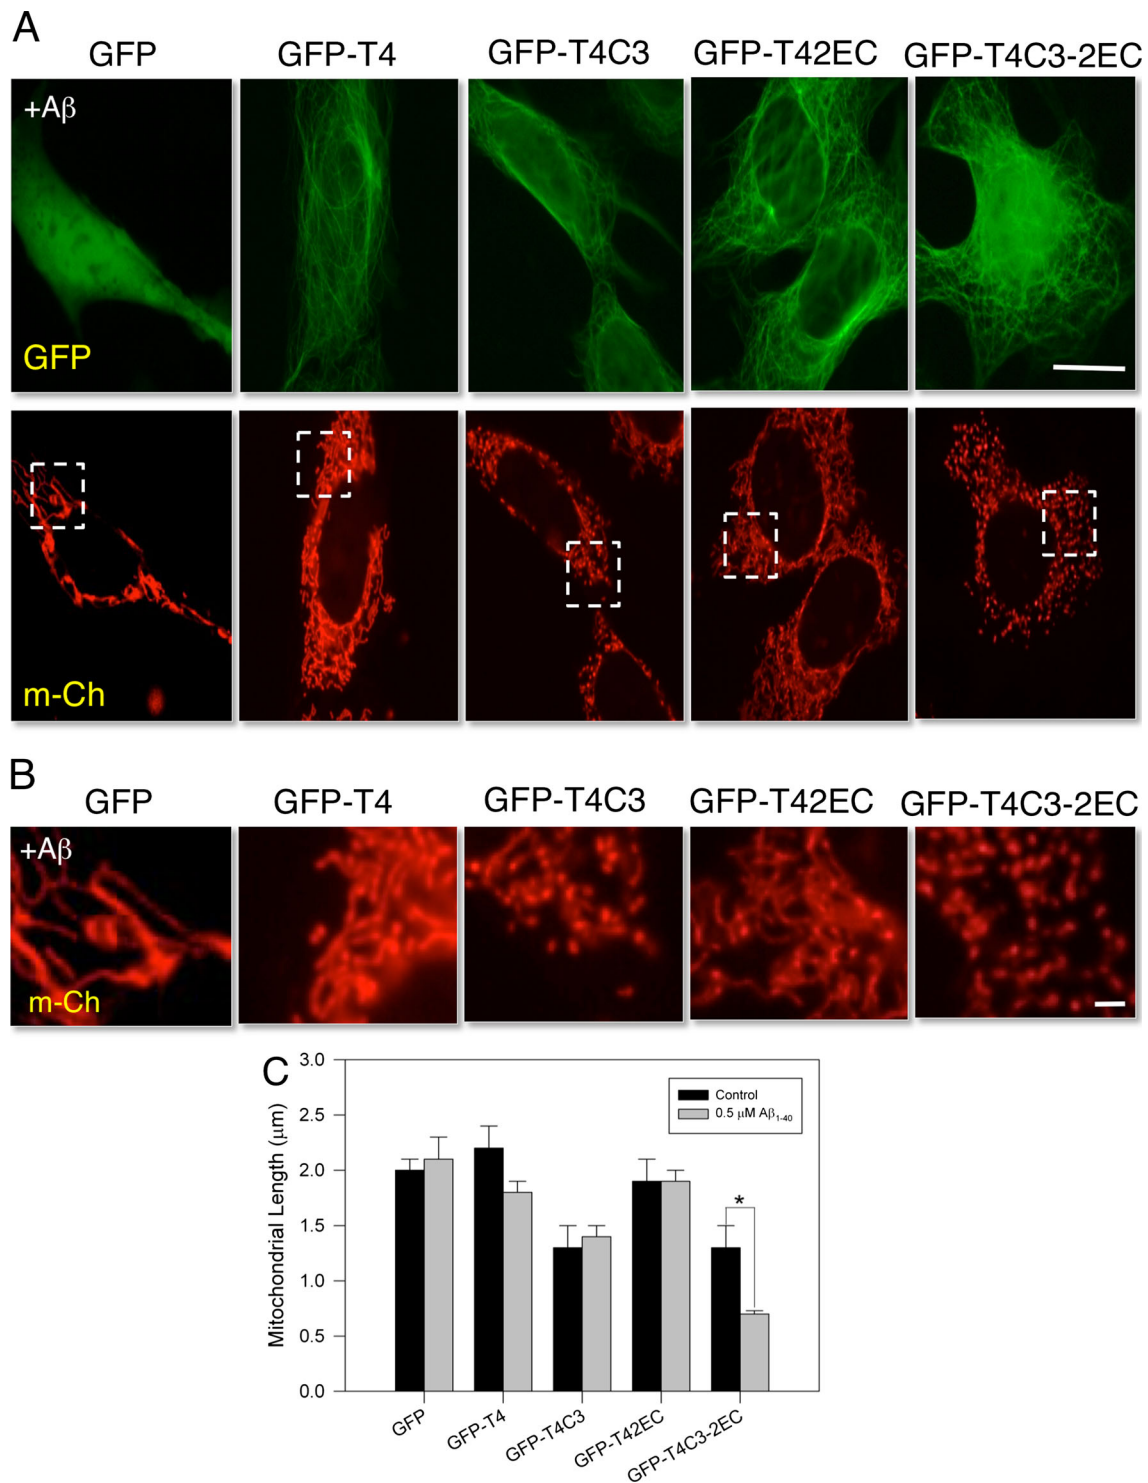 A
GFP GFP-T4 GFP-T4C3 GFP-T42EC GFP-T4C3-2EC
+Aβ
GFP
m-Ch
B
GFP GFP-T4 GFP-T4C3 GFP-T42EC GFP-T4C3-2EC
+Aβ
m-Ch
C
Mitochondrial Length (μm)
3.0
2.5
2.0
1.5
1.0
0.5
0.0
Control
0.5 μM Aβ1-40
*
GFP
GFP-T4
GFP-T4C3
GFP-T42EC
GFP-T4C3-2EC